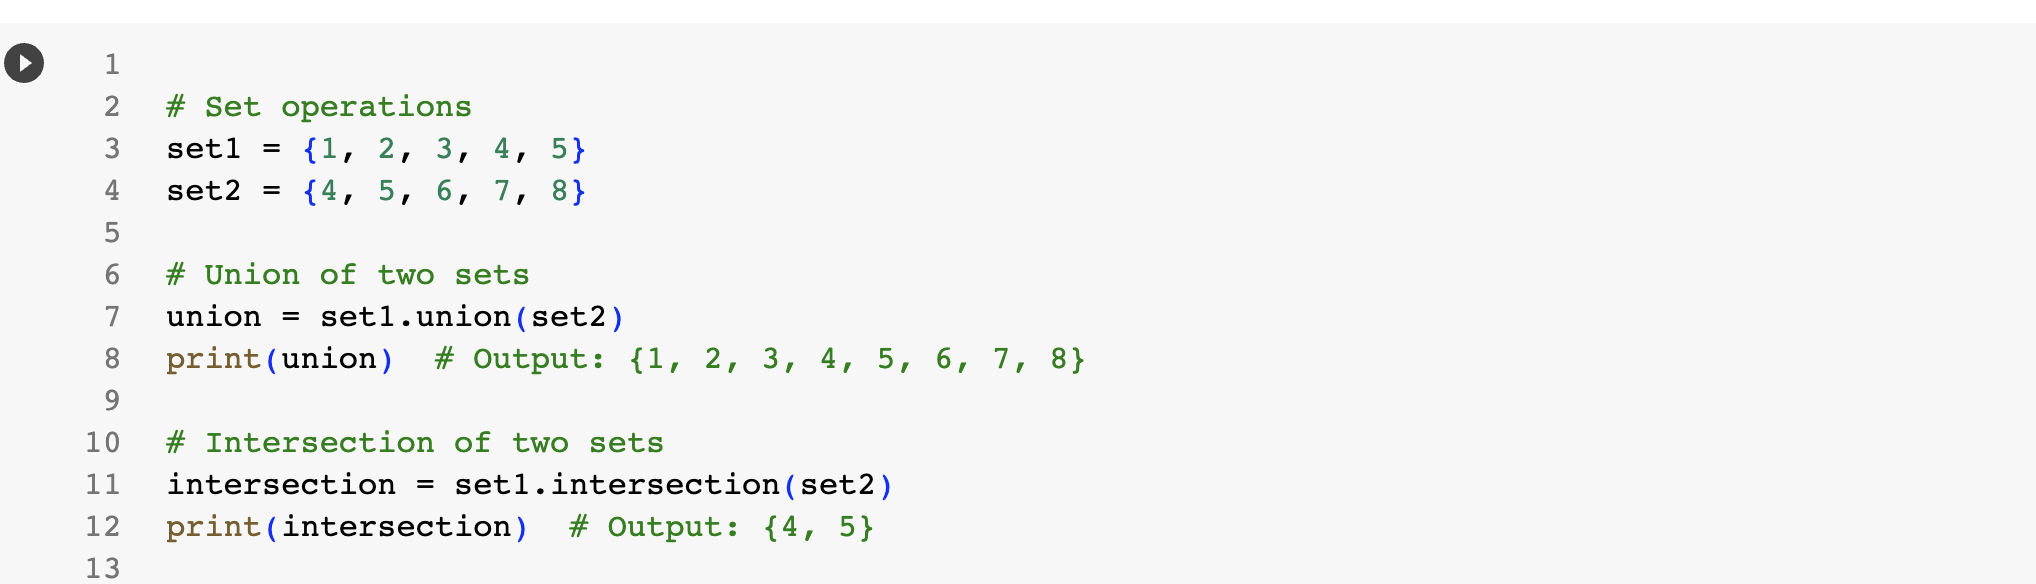 1
2 # Set operations
3 set1 = {1, 2, 3, 4, 5}
4 set2 = {4, 5, 6, 7, 8}
5
6 # Union of two sets
7 union = set1.union(set2)
8 print(union)  # Output: {1, 2, 3, 4, 5, 6, 7, 8}
9
10 # Intersection of two sets
11 intersection = set1.intersection(set2)
12 print(intersection)  # Output: {4, 5}
13